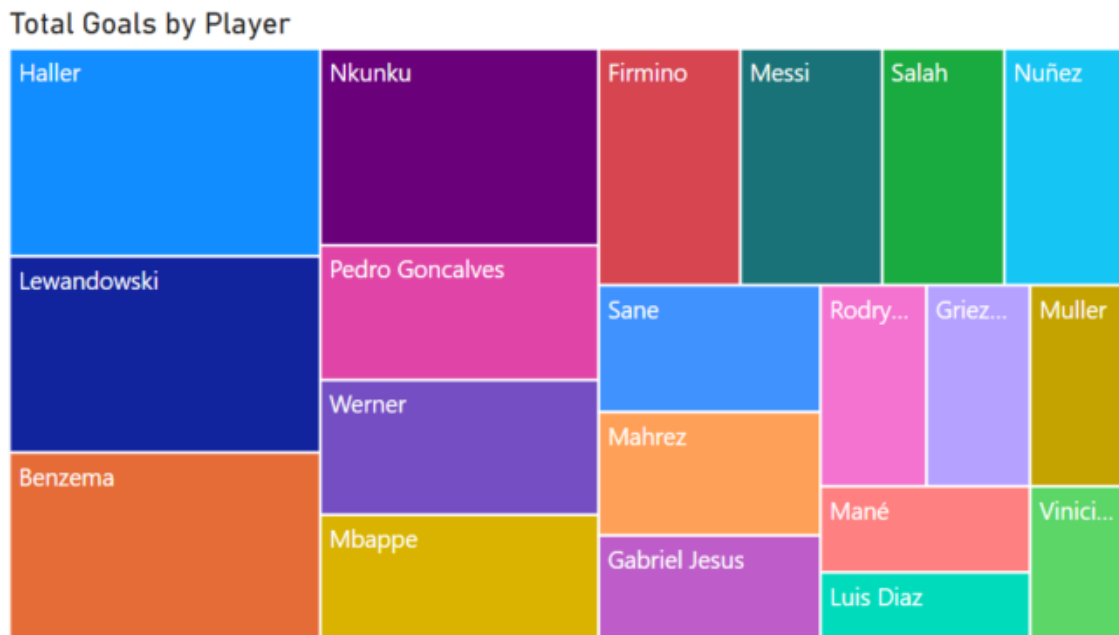 Total Goals by Player
Haller
Lewandowski
Benzema
Nkunku
Pedro Goncalves
Werner
Mbappe
Firmino
Messi
Salah
Nuñez
Sane
Mahrez
Gabriel Jesus
Rodry...
Griez...
Muller
Mané
Luis Diaz
Vinici...